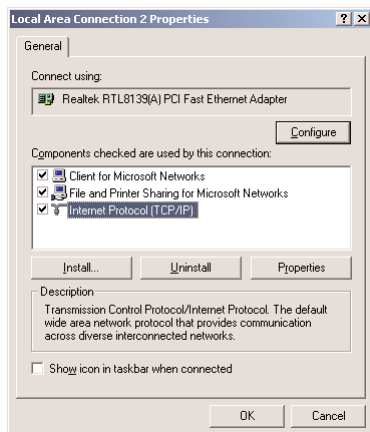 Local Area Connection 2 Properties
General
Connect using:
Realtek RTL8139(A) PCI Fast Ethernet Adapter
Configure
Components checked are used by this connection:
Client for Microsoft Networks
File and Printer Sharing for Microsoft Networks
Internet Protocol (TCP/IP)
Install... Uninstall Properties
Description
Transmission Control Protocol/Internet Protocol. The default
wide area network protocol that provides communication
across diverse interconnected networks.
Show icon in taskbar when connected
OK Cancel